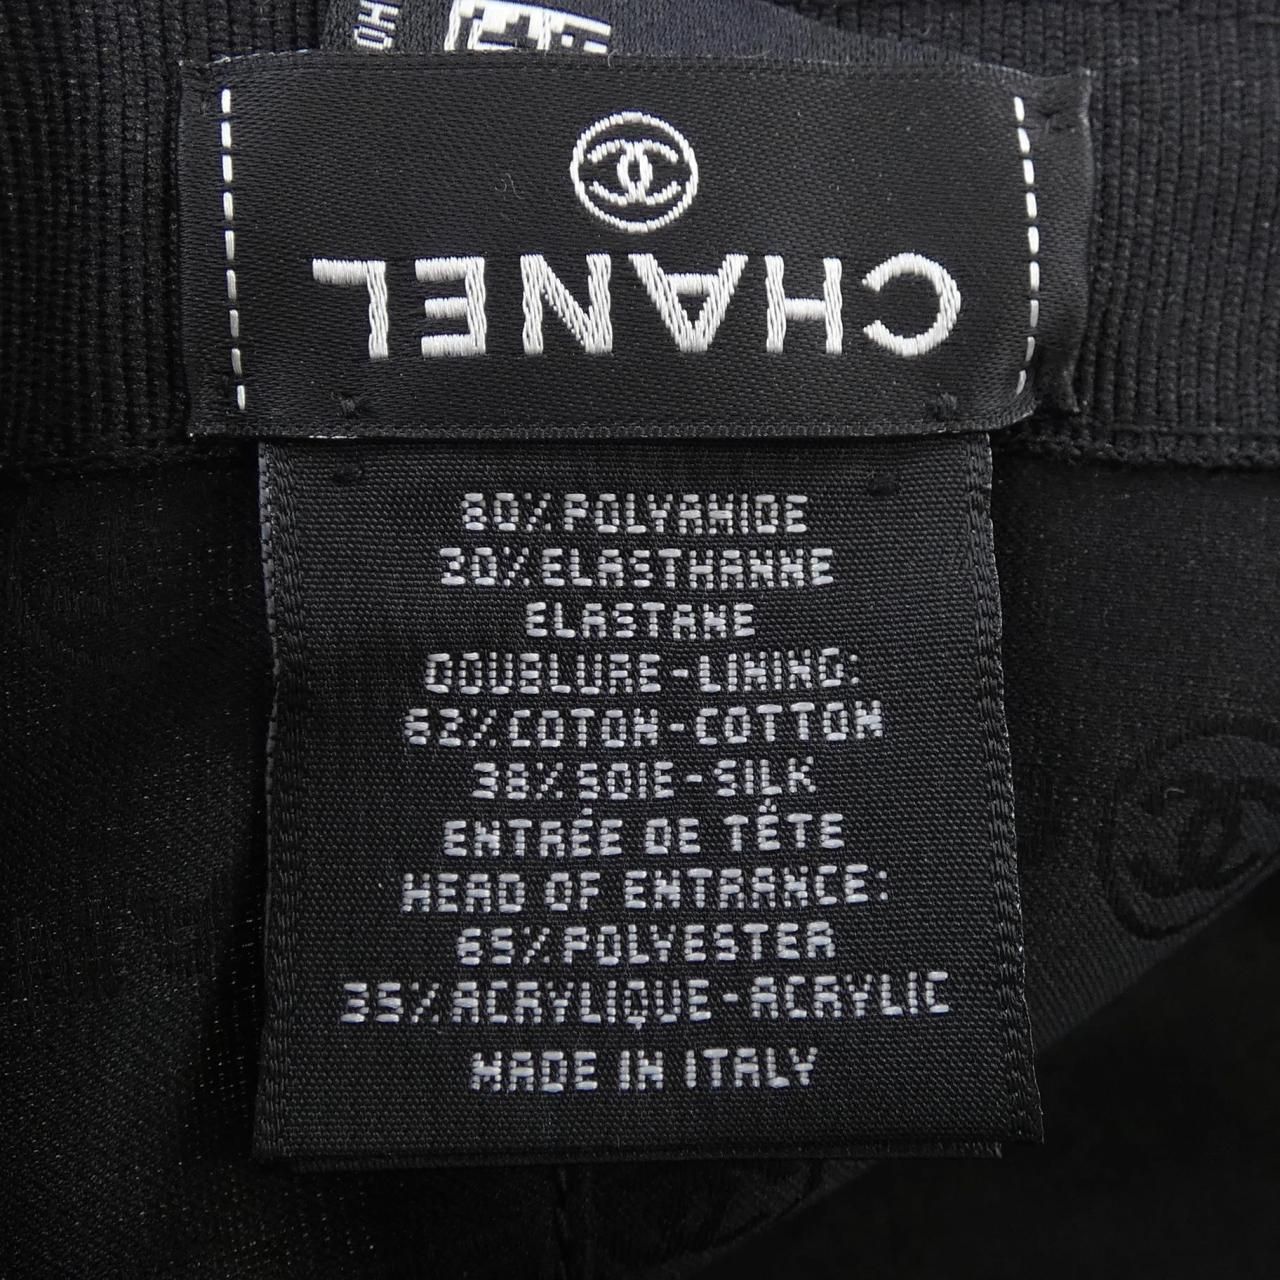 CHANEL
80% POLYAMIDE
20% ELASTHANNE
ELASTANE
DOUBLURE-LINING:
62% COTON-COTTON
38% SOIE-SILK
ENTRÉE DE TÊTE
HEAD OF ENTRANCE:
65% POLYESTER
35% ACRYLIQUE-ACRYLIC
MADE IN ITALY